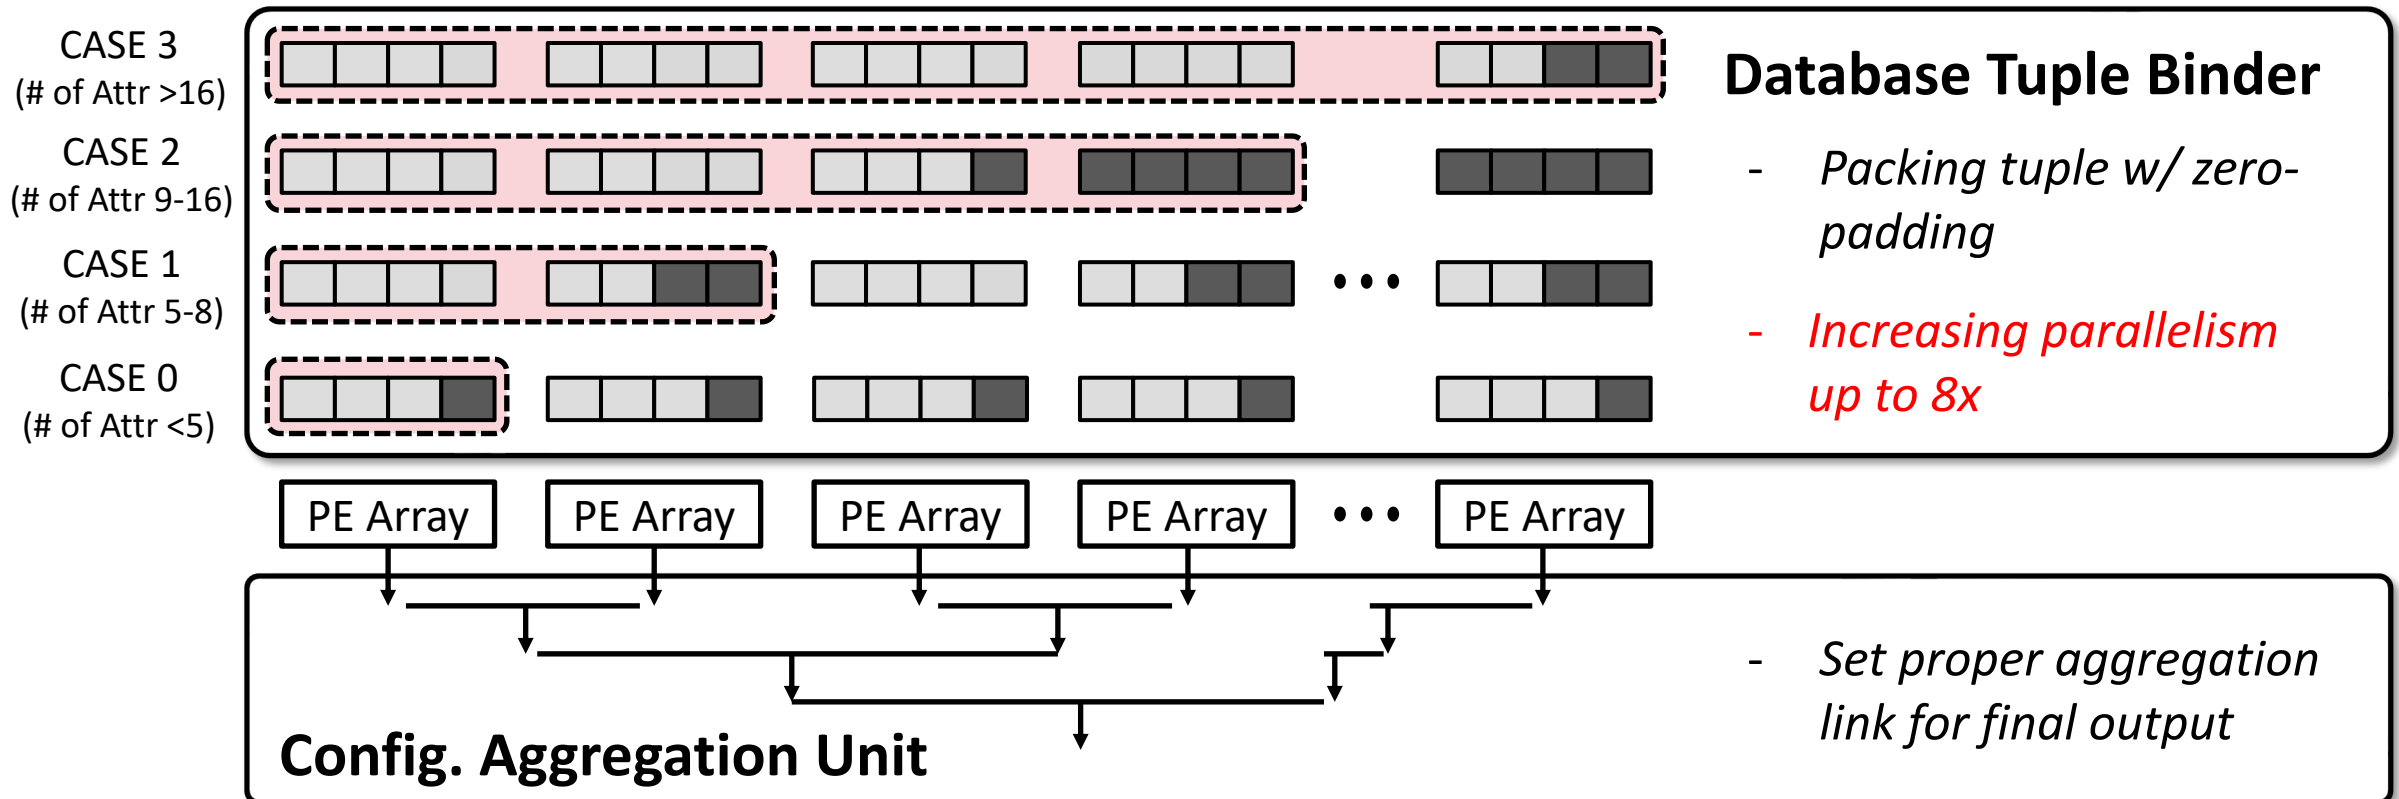 CASE 3
(# of Attr >16)
CASE 2
(# of Attr 9-16)
CASE 1
(# of Attr 5-8)
CASE 0
(# of Attr <5)
Database Tuple Binder
- Packing tuple w/ zero-
padding
- Increasing parallelism
up to 8x
PE Array PE Array PE Array PE Array ••• PE Array
Config. Aggregation Unit
- Set proper aggregation
link for final output